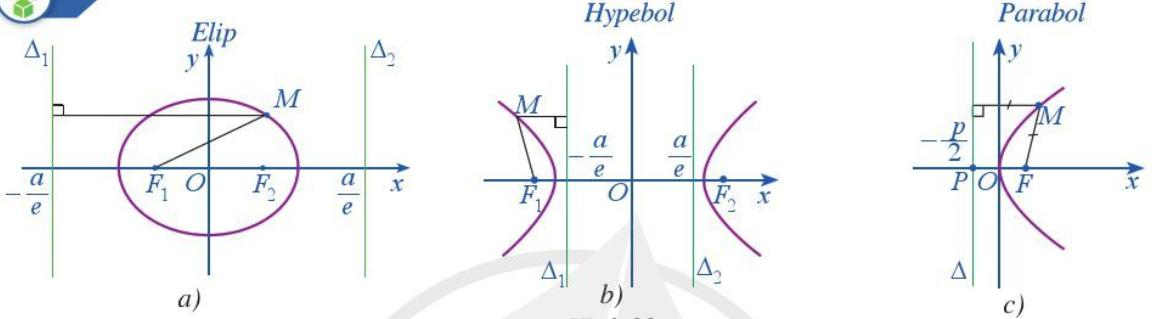 Elip
Δ₁
y
Δ₂
M
-a/e
F₁
O
F₂
a/e
x
a)
Hypebol
y
M
-a/e
a/e
F₁
O
F₂
x
Δ₁
Δ₂
b)
Parabol
y
M
-p/2
P
O
F
x
Δ
c)